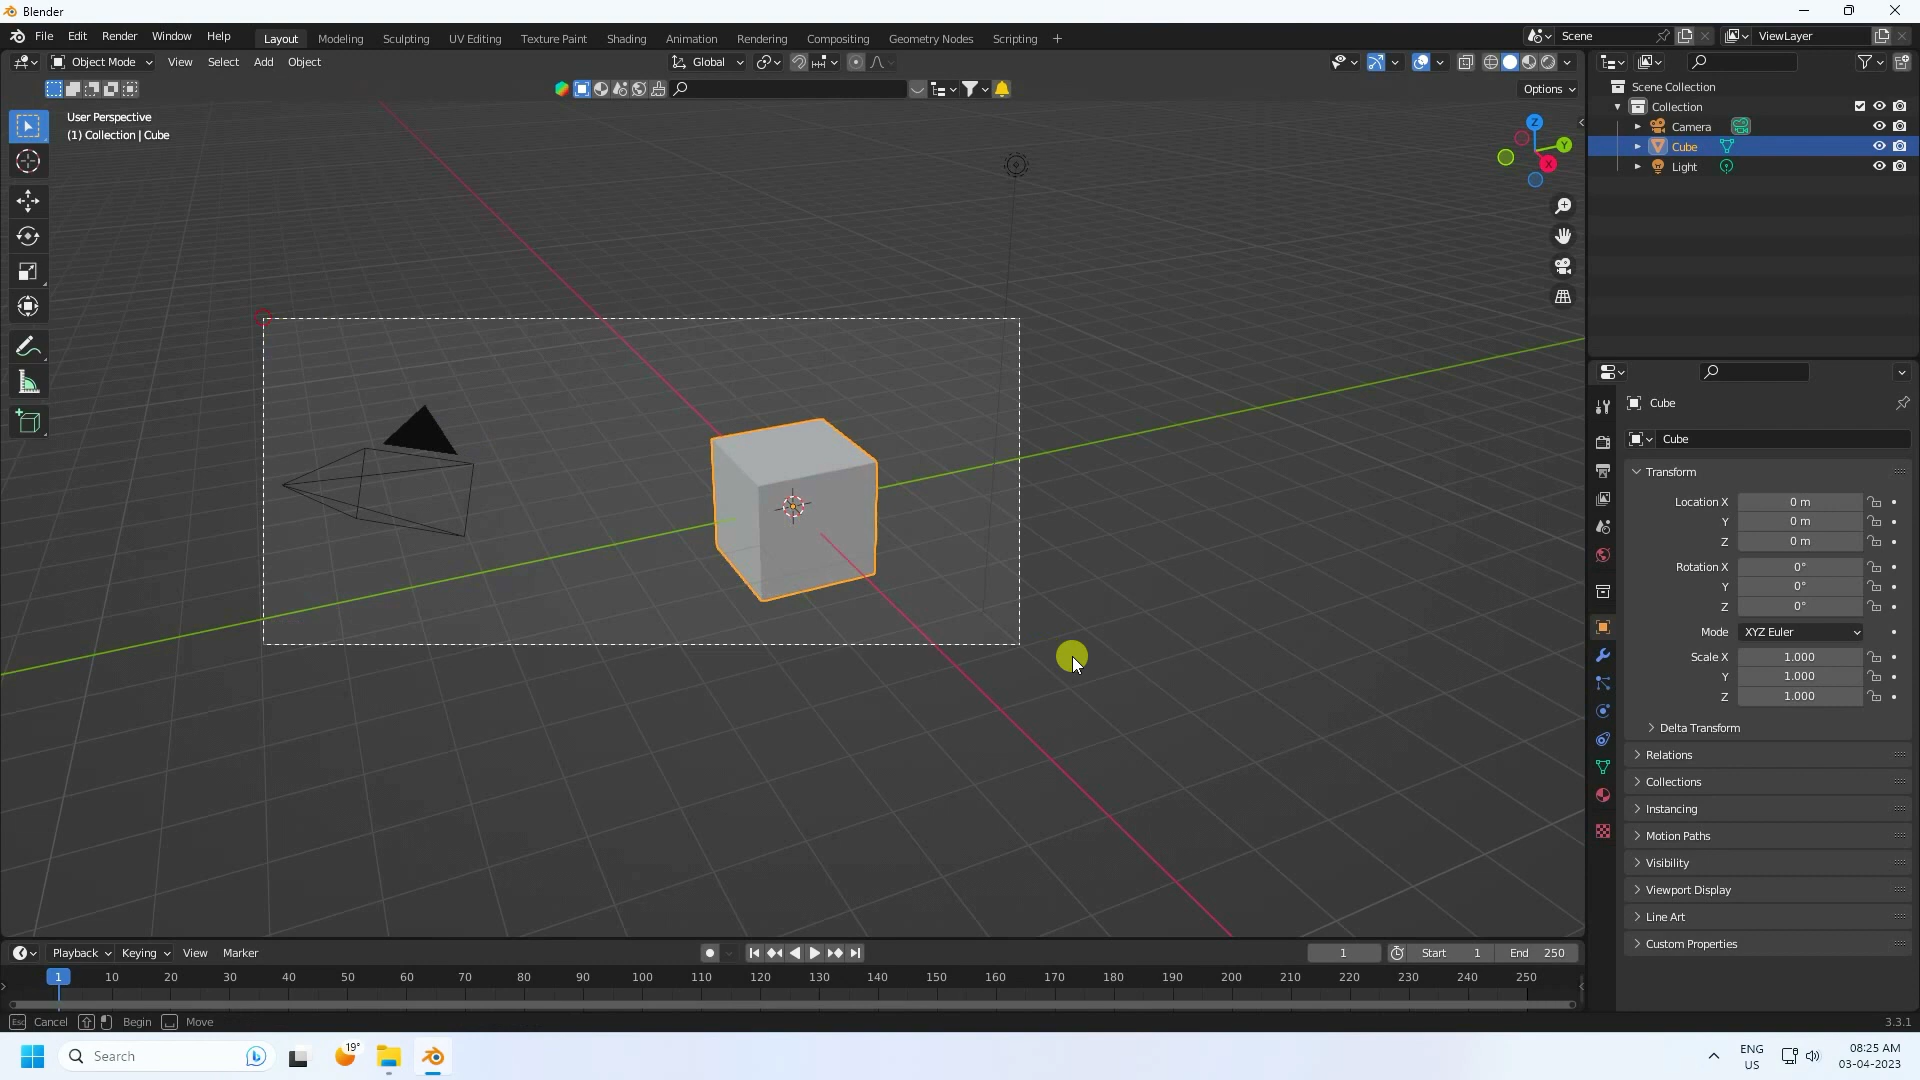 Blender
File Edit Render Window Help Layout Modeling Sculpting UV Editing Texture Paint Shading Animation Rendering Compositing Geometry Nodes Scripting + Scene ViewLayer
Object Mode View Select Add Object Global
Options
User Perspective
(1) Collection | Cube
Z
Y
X
Scene Collection
Collection
Camera
Cube
Light
Cube
Cube
Transform
Location X 0 m
Y 0 m
Z 0 m
Rotation X 0°
Y 0°
Z 0°
Mode XYZ Euler
Scale X 1.000
Y 1.000
Z 1.000
Delta Transform
Relations
Collections
Instancing
Motion Paths
Visibility
Viewport Display
Line Art
Custom Properties
Playback Keying View Marker 1 Start 1 End 250
1 10 20 30 40 50 60 70 80 90 100 110 120 130 140 150 160 170 180 190 200 210 220 230 240 250
Esc Cancel Begin Move 3.3.1
Search 19° ENG US 08:25 AM
03-04-2023